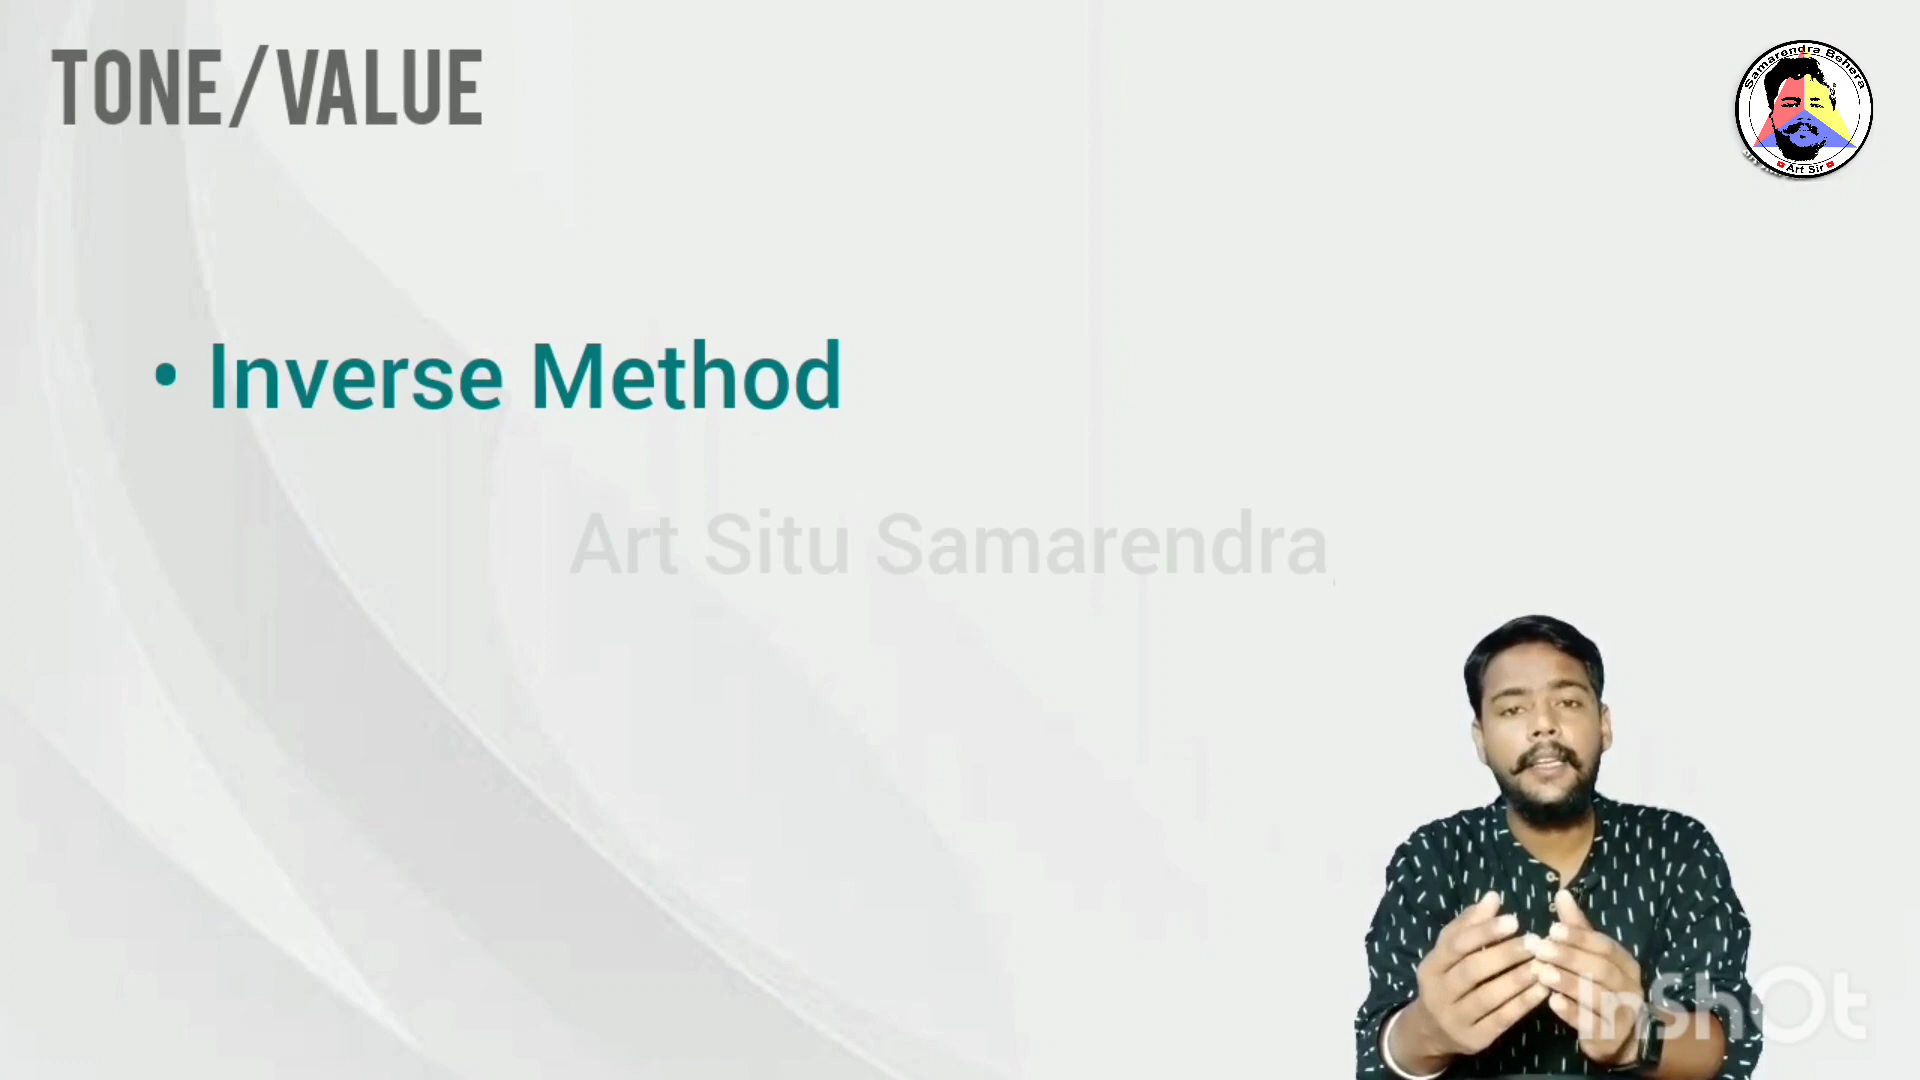 TONE/VALUE
Samarendra Behera
Art Sir
• Inverse Method
Art Situ Samarendra
InShOt